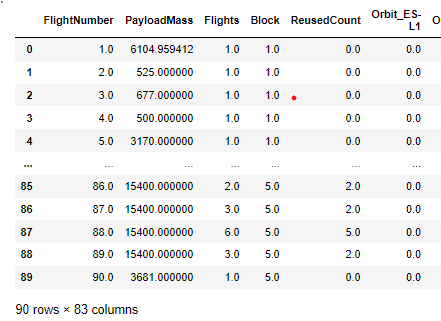 FlightNumber PayloadMass Flights Block ReusedCount Orbit_ES-L1 O
0 1.0 6104.959412 1.0 1.0 0.0 0.0
1 2.0 525.000000 1.0 1.0 0.0 0.0
2 3.0 677.000000 1.0 1.0 0.0 0.0
3 4.0 500.000000 1.0 1.0 0.0 0.0
4 5.0 3170.000000 1.0 1.0 0.0 0.0
... ... ... ... ... ... ...
85 86.0 15400.000000 2.0 5.0 2.0 0.0
86 87.0 15400.000000 3.0 5.0 2.0 0.0
87 88.0 15400.000000 6.0 5.0 5.0 0.0
88 89.0 15400.000000 3.0 5.0 2.0 0.0
89 90.0 3681.000000 1.0 5.0 0.0 0.0
90 rows × 83 columns